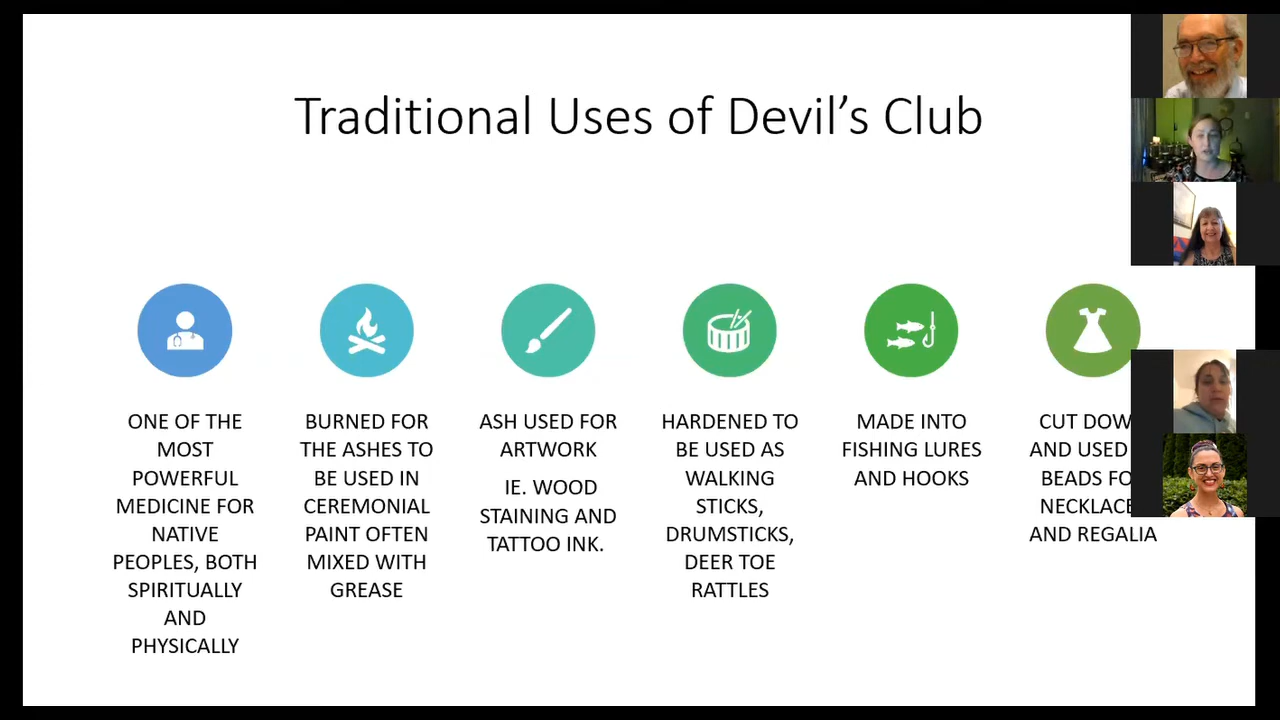 Traditional Uses of Devil's Club
ONE OF THE
MOST
POWERFUL
MEDICINE FOR
NATIVE
PEOPLES, BOTH
SPIRITUALLY
AND
PHYSICALLY
BURNED FOR
THE ASHES TO
BE USED IN
CEREMONIAL
PAINT OFTEN
MIXED WITH
GREASE
ASH USED FOR
ARTWORK
IE. WOOD
STAINING AND
TATTOO INK.
HARDENED TO
BE USED AS
WALKING
STICKS,
DRUMSTICKS,
DEER TOE
RATTLES
MADE INTO
FISHING LURES
AND HOOKS
CUT
AND USED
BEADS
AND REGALIA